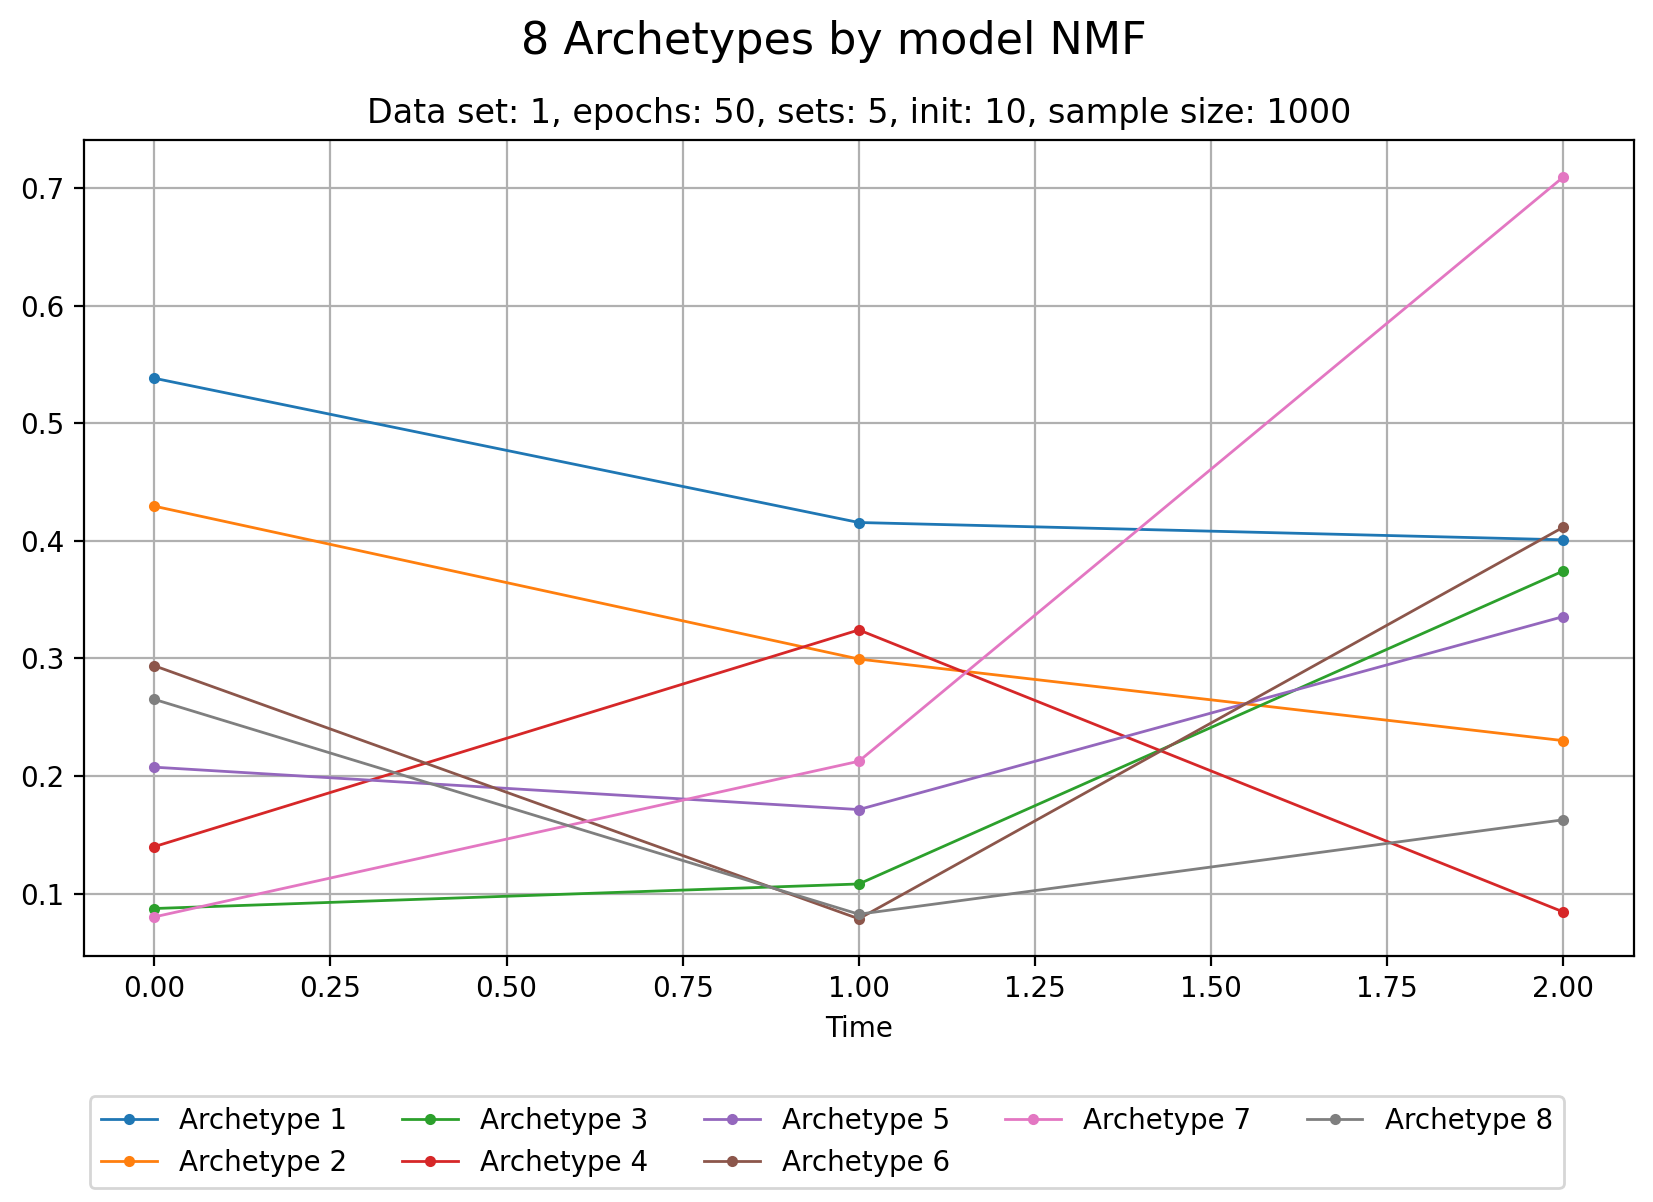 8 Archetypes by model NMF
Data set: 1, epochs: 50, sets: 5, init: 10, sample size: 1000
0.7
0.6
0.5
0.4
0.3
0.2
0.1
0.00 0.25 0.50 0.75 1.00 1.25 1.50 1.75 2.00
Time
Archetype 1 Archetype 3 Archetype 5 Archetype 7 Archetype 8
Archetype 2 Archetype 4 Archetype 6